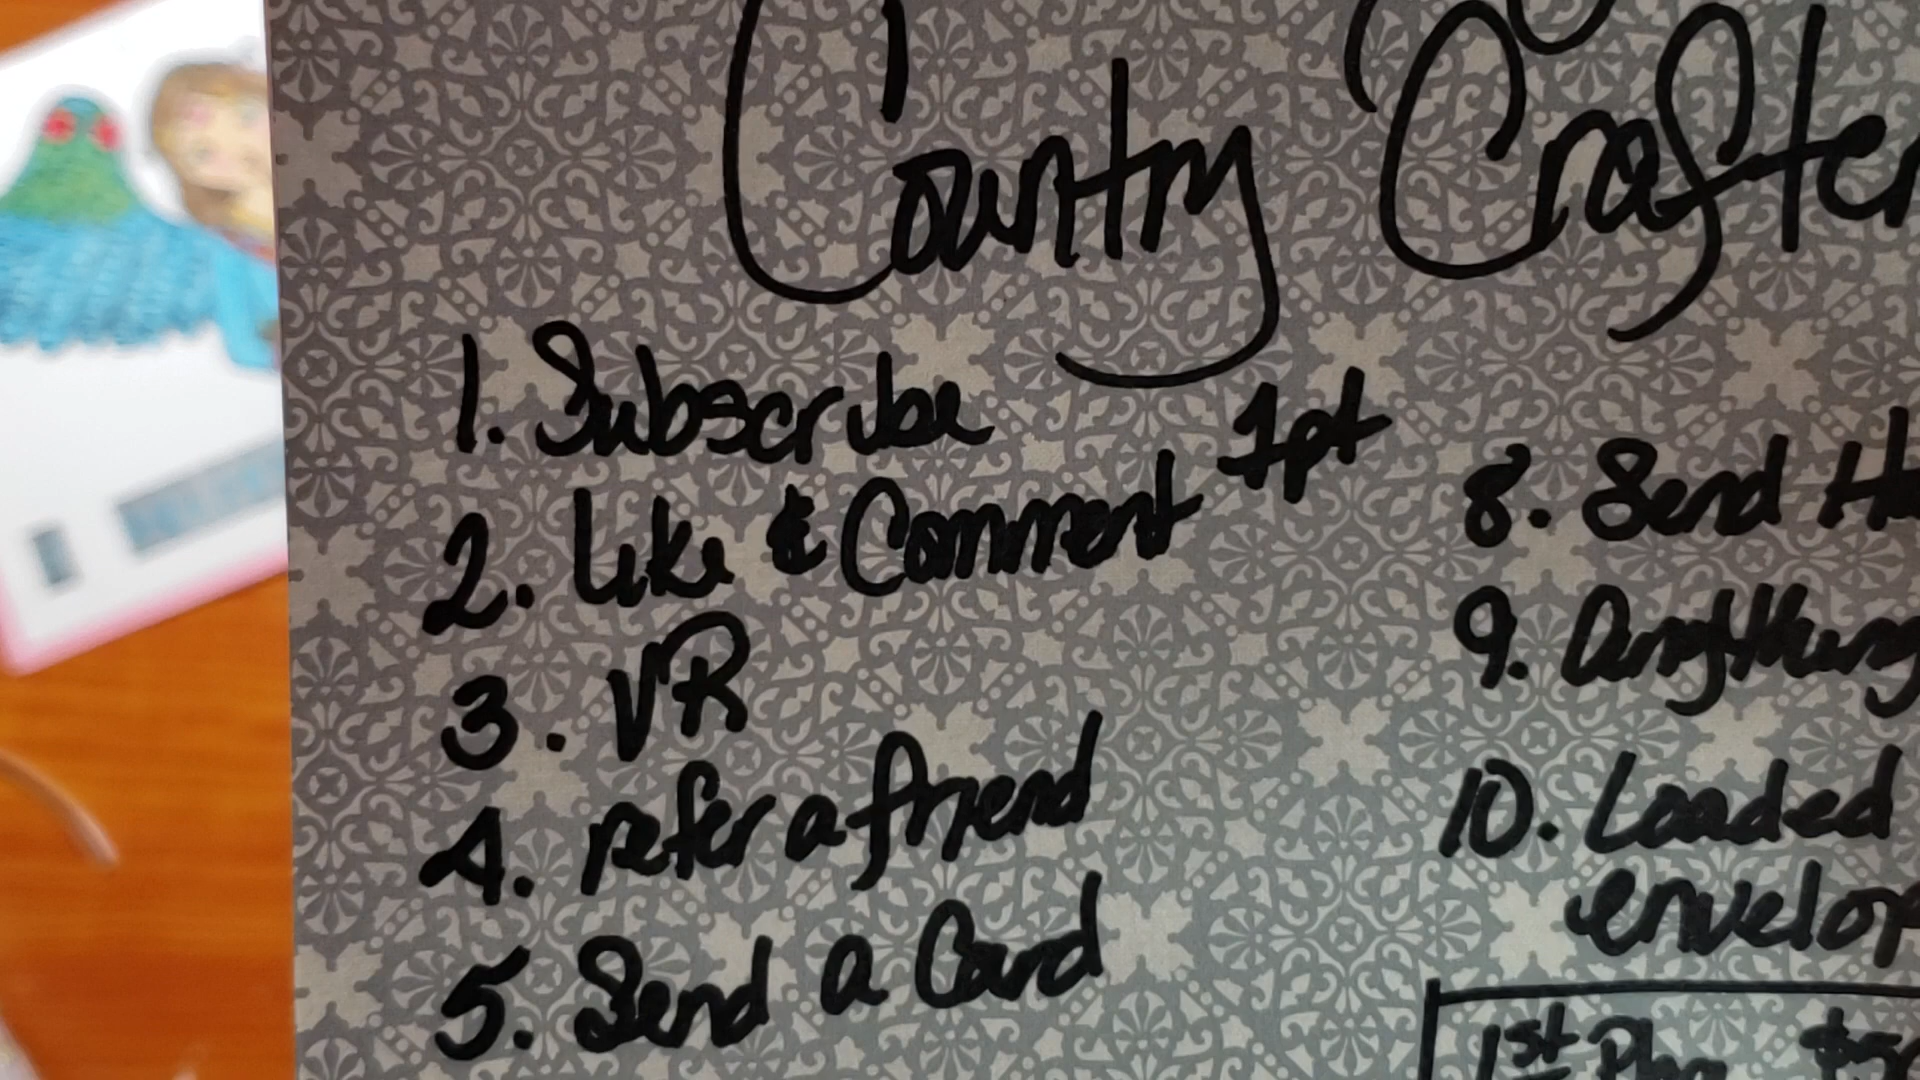 Country Crafter
1. Subscribe
2. Like & Comment 1pt
3. VR
4. refer a friend
5. Send a Card
8. Send
9. Anything
10. Loaded
envelop
1st